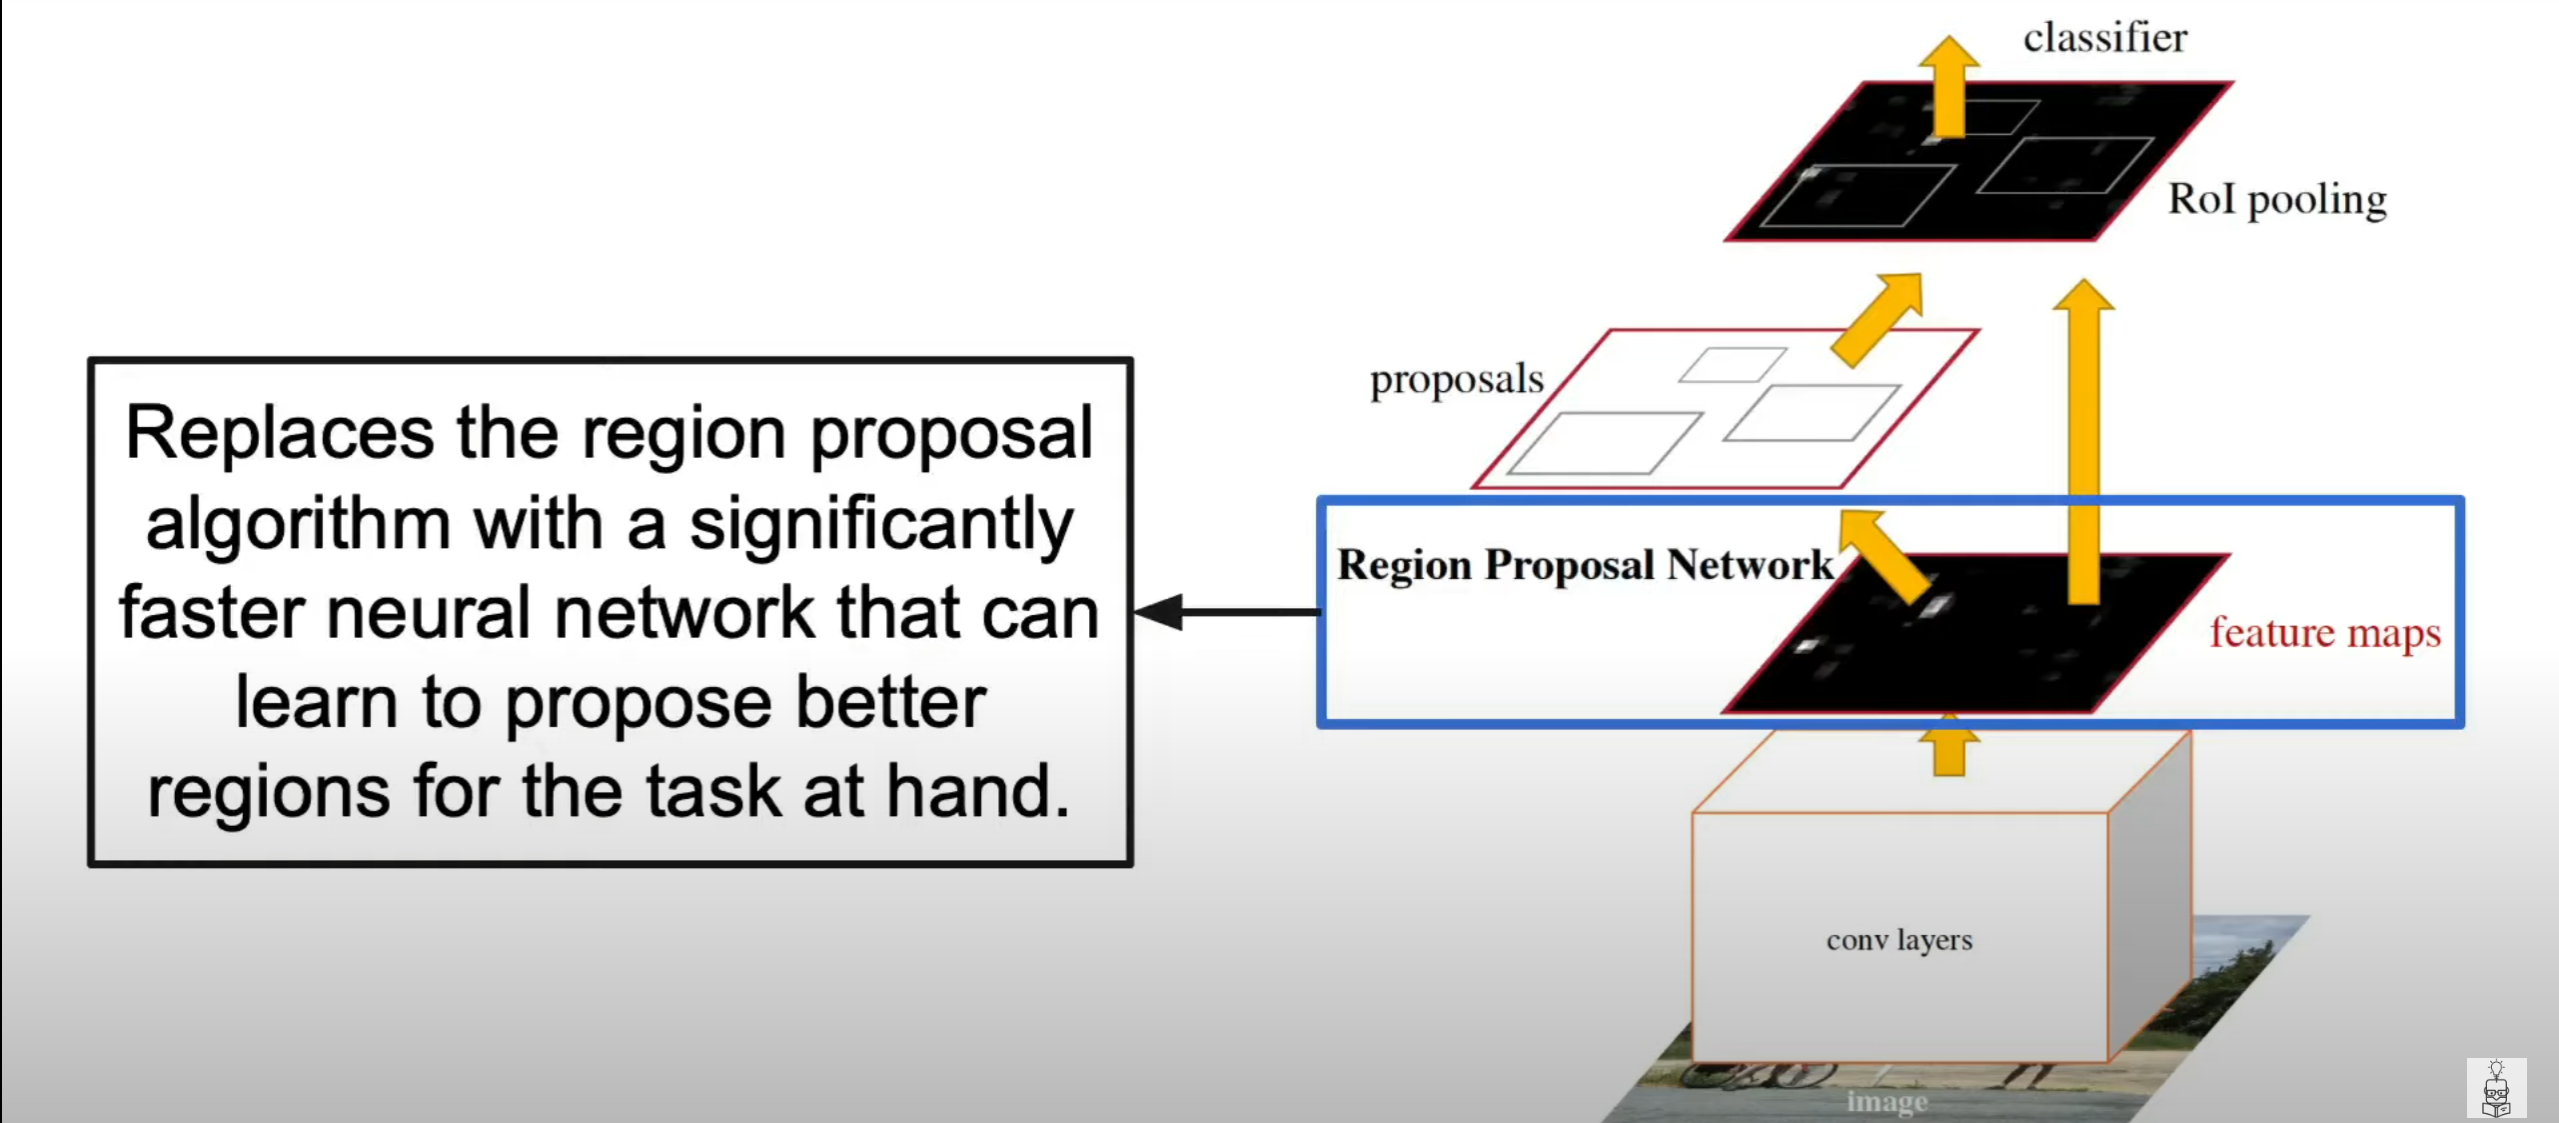 classifier
RoI pooling
proposals
Replaces the region proposal
algorithm with a significantly
faster neural network that can
learn to propose better
regions for the task at hand.
Region Proposal Network
feature maps
conv layers
image